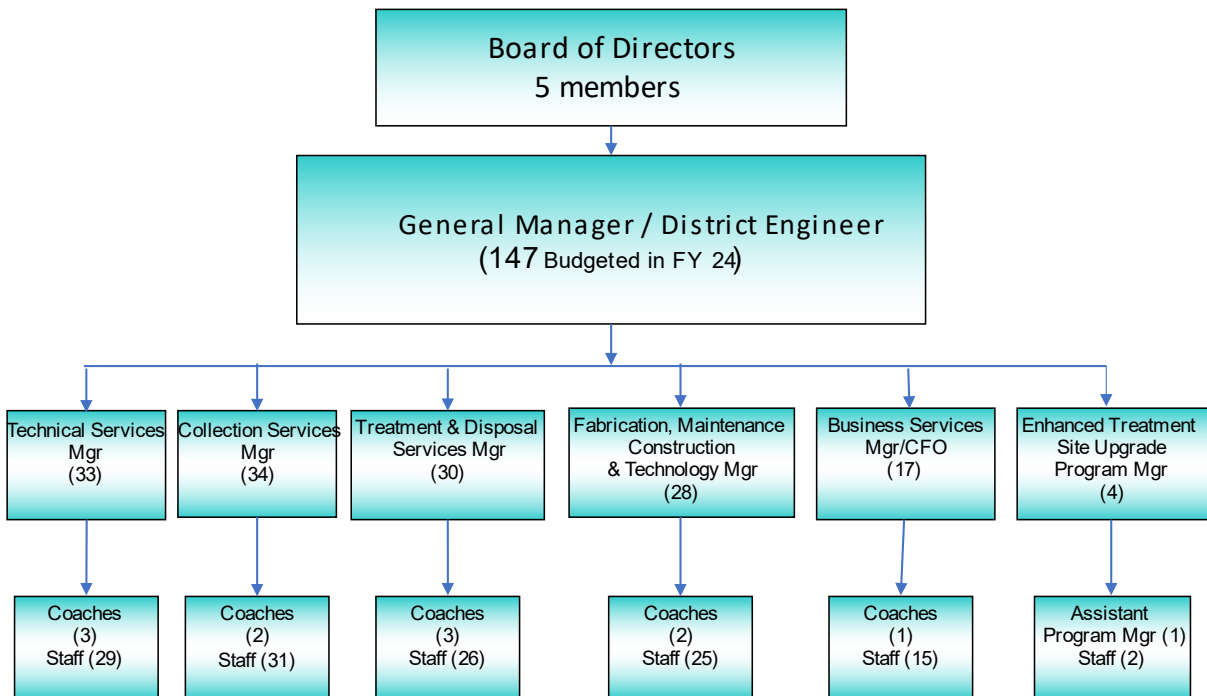 Board of Directors
5 members
General Manager / District Engineer
(147 Budgeted in FY 24)
Technical Services
Mgr
(33)
Collection Services
Mgr
(34)
Treatment & Disposal
Services Mgr
(30)
Fabrication, Maintenance
Construction
& Technology Mgr
(28)
Business Services
Mgr/CFO
(17)
Enhanced Treatment
Site Upgrade
Program Mgr
(4)
Coaches
(3)
Staff (29)
Coaches
(2)
Staff (31)
Coaches
(3)
Staff (26)
Coaches
(2)
Staff (25)
Coaches
(1)
Staff (15)
Assistant
Program Mgr (1)
Staff (2)